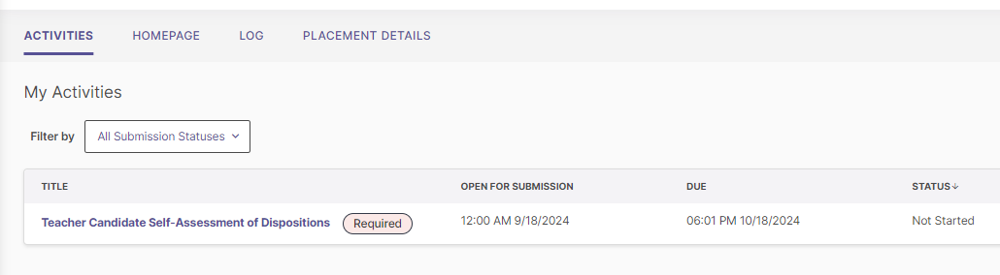 ACTIVITIES HOMEPAGE LOG PLACEMENT DETAILS
My Activities
Filter by All Submission Statuses
TITLE OPEN FOR SUBMISSION DUE STATUS↓
Teacher Candidate Self-Assessment of Dispositions Required 12:00 AM 9/18/2024 06:01 PM 10/18/2024 Not Started